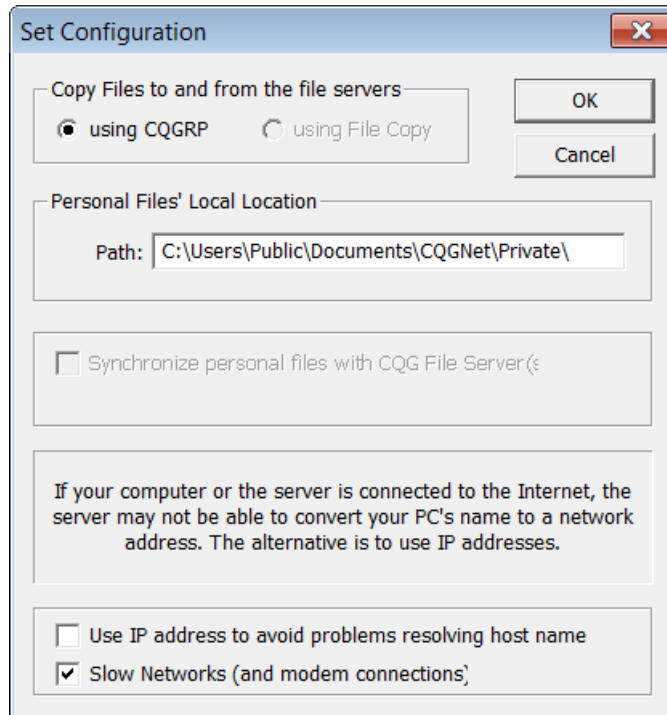 Set Configuration
Copy Files to and from the file servers
using CQGRP
using File Copy
OK
Cancel
Personal Files' Local Location
Path: C:\Users\Public\Documents\CQGNet\Private\
Synchronize personal files with CQG File Server(s
If your computer or the server is connected to the Internet, the
server may not be able to convert your PC's name to a network
address. The alternative is to use IP addresses.
Use IP address to avoid problems resolving host name
Slow Networks (and modem connections)